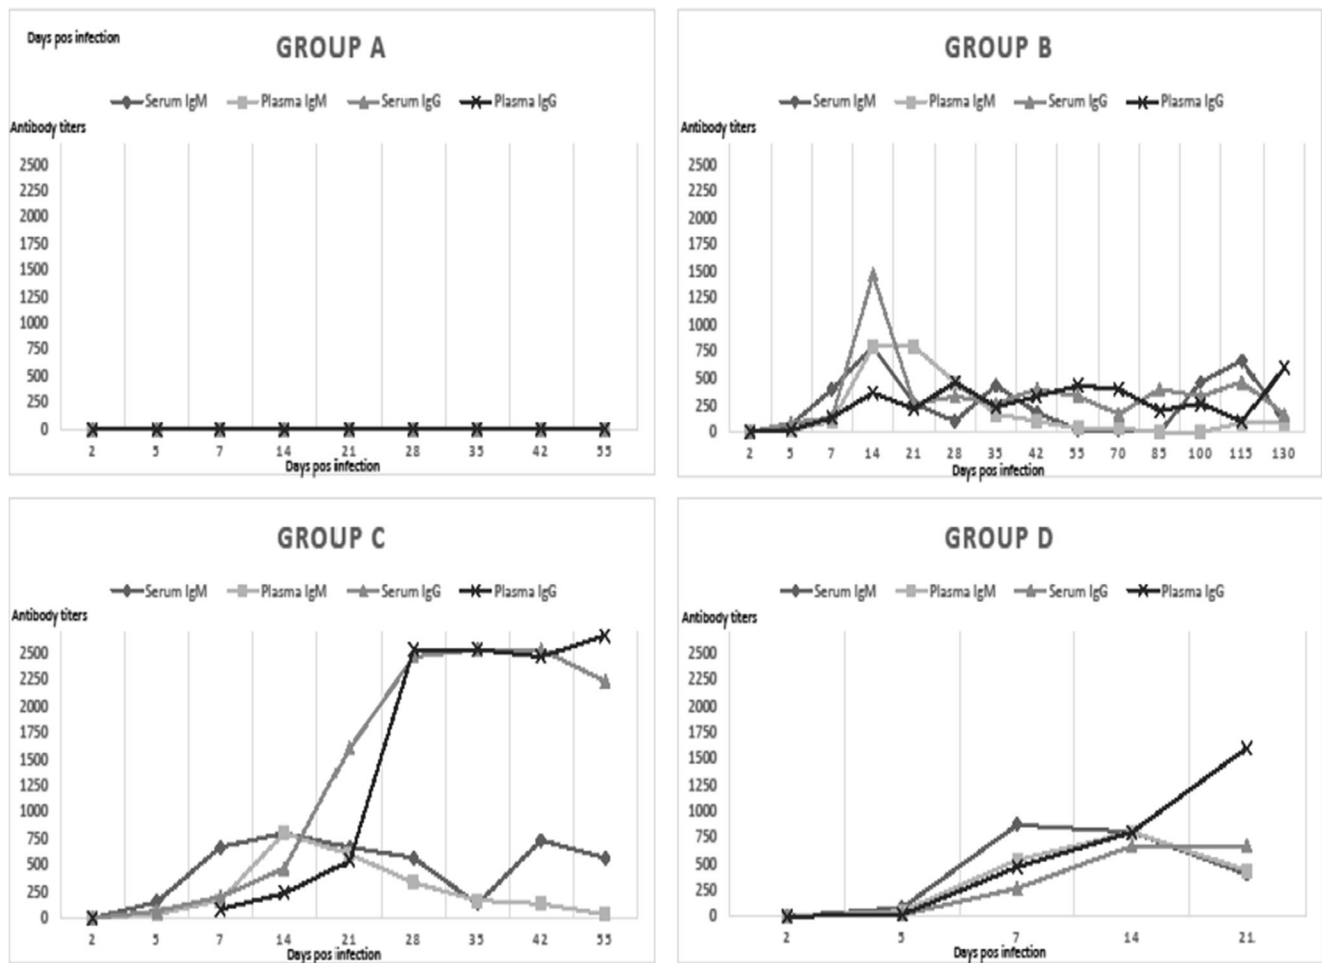 Days pos infection
GROUP A
Serum IgM Plasma IgM Serum IgG Plasma IgG
Antibody titers
2500
2250
2000
1750
1500
1250
1000
750
500
250
0
2 5 7 14 21 28 35 42 55
Days pos infection
GROUP B
Serum IgM Plasma IgM Serum IgG Plasma IgG
Antibody titers
2500
2250
2000
1750
1500
1250
1000
750
500
250
0
2 5 7 14 21 28 35 42 55 70 85 100 115 130
Days pos infection
GROUP C
Serum IgM Plasma IgM Serum IgG Plasma IgG
Antibody titers
2500
2250
2000
1750
1500
1250
1000
750
500
250
0
2 5 7 14 21 28 35 42 55
Days pos infection
GROUP D
Serum IgM Plasma IgM Serum IgG Plasma IgG
Antibody titers
2500
2250
2000
1750
1500
1250
1000
750
500
250
0
2 5 7 14 21
Days pos infection